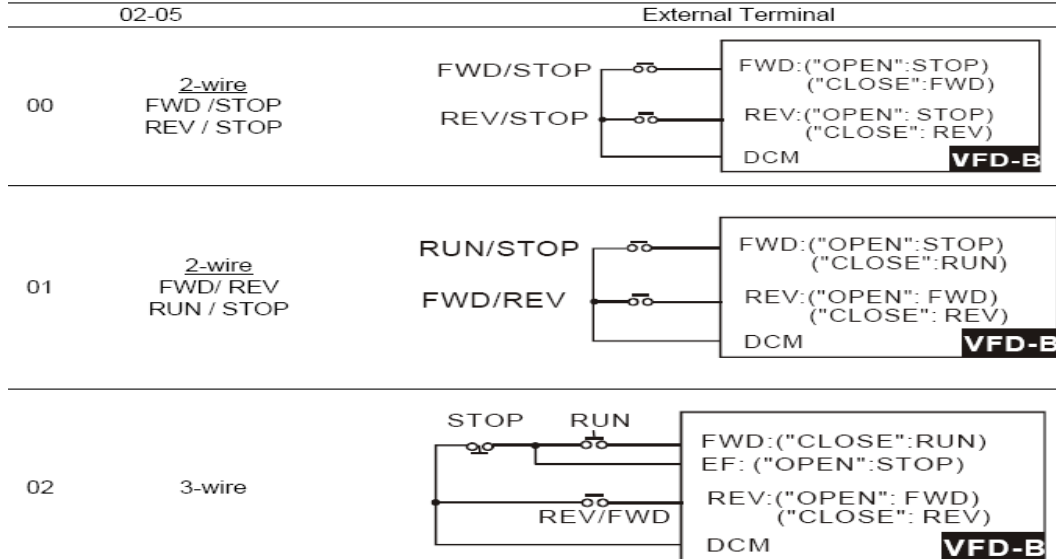 02-05 External Terminal
00
2-wire
FWD /STOP
REV / STOP
FWD/STOP
REV/STOP
FWD:("OPEN":STOP)
("CLOSE":FWD)
REV:("OPEN": STOP)
("CLOSE": REV)
DCM
VFD-B
01
2-wire
FWD/ REV
RUN / STOP
RUN/STOP
FWD/REV
FWD:("OPEN":STOP)
("CLOSE":RUN)
REV:("OPEN": FWD)
("CLOSE": REV)
DCM
VFD-B
02
3-wire
STOP RUN
REV/FWD
FWD:("CLOSE":RUN)
EF: ("OPEN":STOP)
REV:("OPEN": FWD)
("CLOSE": REV)
DCM
VFD-B